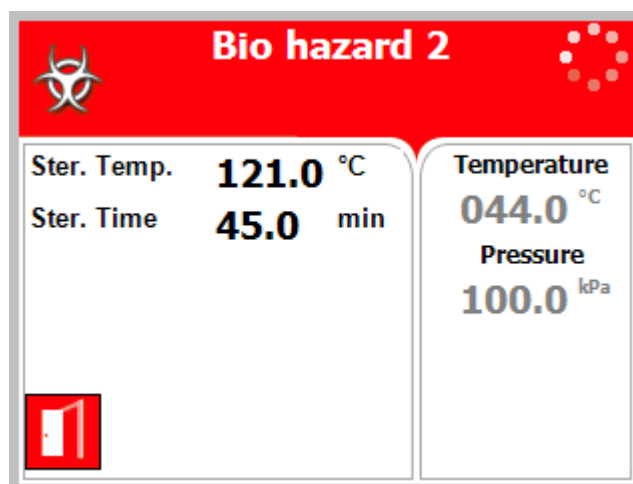 Bio hazard 2
Ster. Temp. 121.0 °C
Ster. Time 45.0 min
Temperature
044.0 °C
Pressure
100.0 kPa